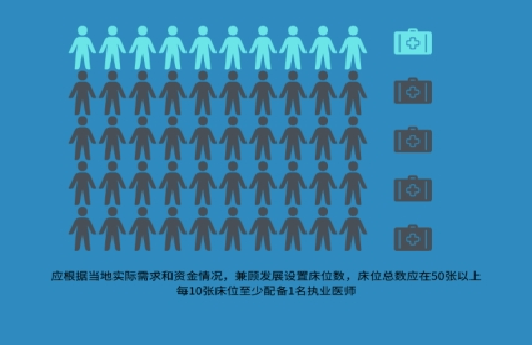 应根据当地实际需求和资金情况，兼顾发展设置床位数，床位总数应在50张以上
每10张床位至少配备1名执业医师